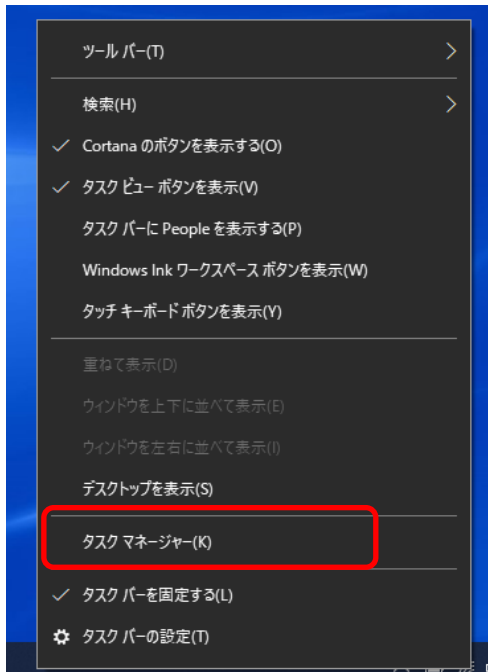 ツール バー(T)
検索(H)
Cortana のボタンを表示する(O)
タスク ビュー ボタンを表示(V)
タスク バーに People を表示する(P)
Windows Ink ワークスペース ボタンを表示(W)
タッチ キーボード ボタンを表示(Y)
重ねて表示(D)
ウィンドウを上下に並べて表示(E)
ウィンドウを左右に並べて表示(I)
デスクトップを表示(S)
タスク マネージャー(K)
タスク バーを固定する(L)
タスク バーの設定(T)